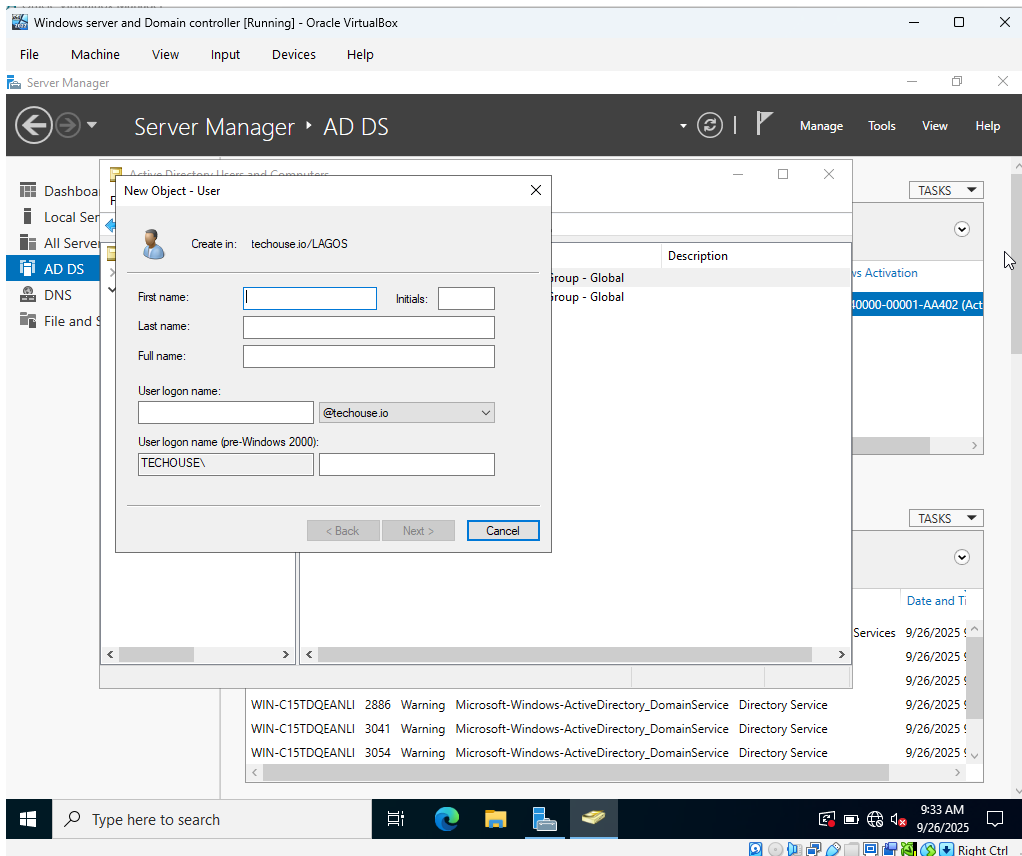 Windows server and Domain controller [Running] - Oracle VirtualBox
File Machine View Input Devices Help
Server Manager
Server Manager AD DS
Manage Tools View Help
Active Directory Users and Computers
New Object - User
Dashboa
Local Ser
All Server
AD DS
DNS
File and S
TASKS
Create in: techouse.io/LAGOS
First name: Initials:
Last name:
Full name:
User logon name:
@techouse.io
User logon name (pre-Windows 2000):
TECHOUSE\
< Back Next > Cancel
Description
Group - Global
Group - Global
ws Activation
40000-00001-AA402 (Act
TASKS
Date and Ti
Services 9/26/2025 9
9/26/2025 9
9/26/2025 9
WIN-C15TDQEANLI 2886 Warning Microsoft-Windows-ActiveDirectory_DomainService Directory Service 9/26/2025 9
WIN-C15TDQEANLI 3041 Warning Microsoft-Windows-ActiveDirectory_DomainService Directory Service 9/26/2025 9
WIN-C15TDQEANLI 3054 Warning Microsoft-Windows-ActiveDirectory_DomainService Directory Service 9/26/2025 9
Type here to search
9:33 AM
9/26/2025
Right Ctrl